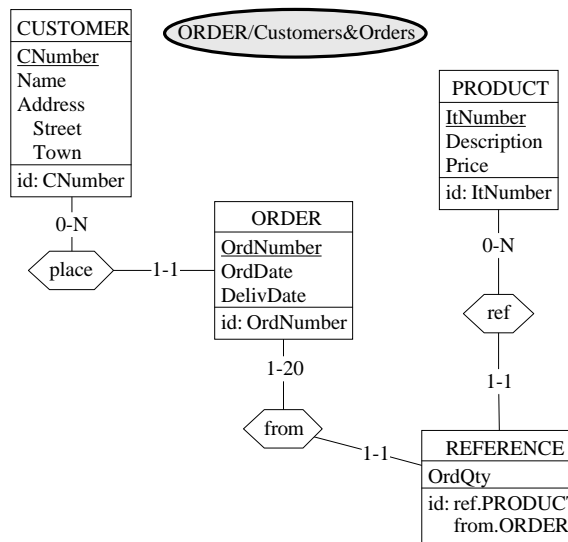 CUSTOMER
CNumber
Name
Address
Street
Town
id: CNumber
ORDER/Customers&Orders
PRODUCT
ItNumber
Description
Price
id: ItNumber
0-N
place
1-1
ORDER
OrdNumber
OrdDate
DelivDate
id: OrdNumber
0-N
ref
1-1
1-20
from
1-1
REFERENCE
OrdQty
id: ref.PRODUCT
from.ORDER